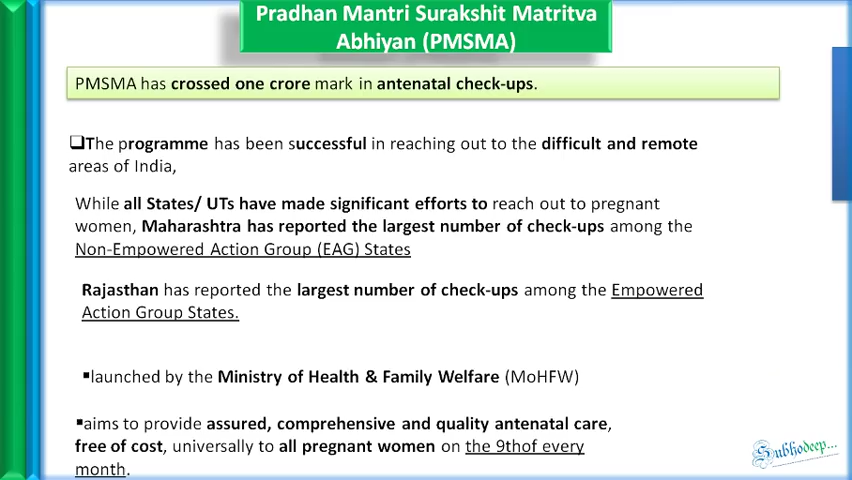 Pradhan Mantri Surakshit Matritva
Abhiyan (PMSMA)
PMSMA has crossed one crore mark in antenatal check-ups.
❑The programme has been successful in reaching out to the difficult and remote
areas of India,
While all States/ UTs have made significant efforts to reach out to pregnant
women, Maharashtra has reported the largest number of check-ups among the
Non-Empowered Action Group (EAG) States
Rajasthan has reported the largest number of check-ups among the Empowered
Action Group States.
▪launched by the Ministry of Health & Family Welfare (MoHFW)
▪aims to provide assured, comprehensive and quality antenatal care,
free of cost, universally to all pregnant women on the 9thof every
month.
Subhodeep...